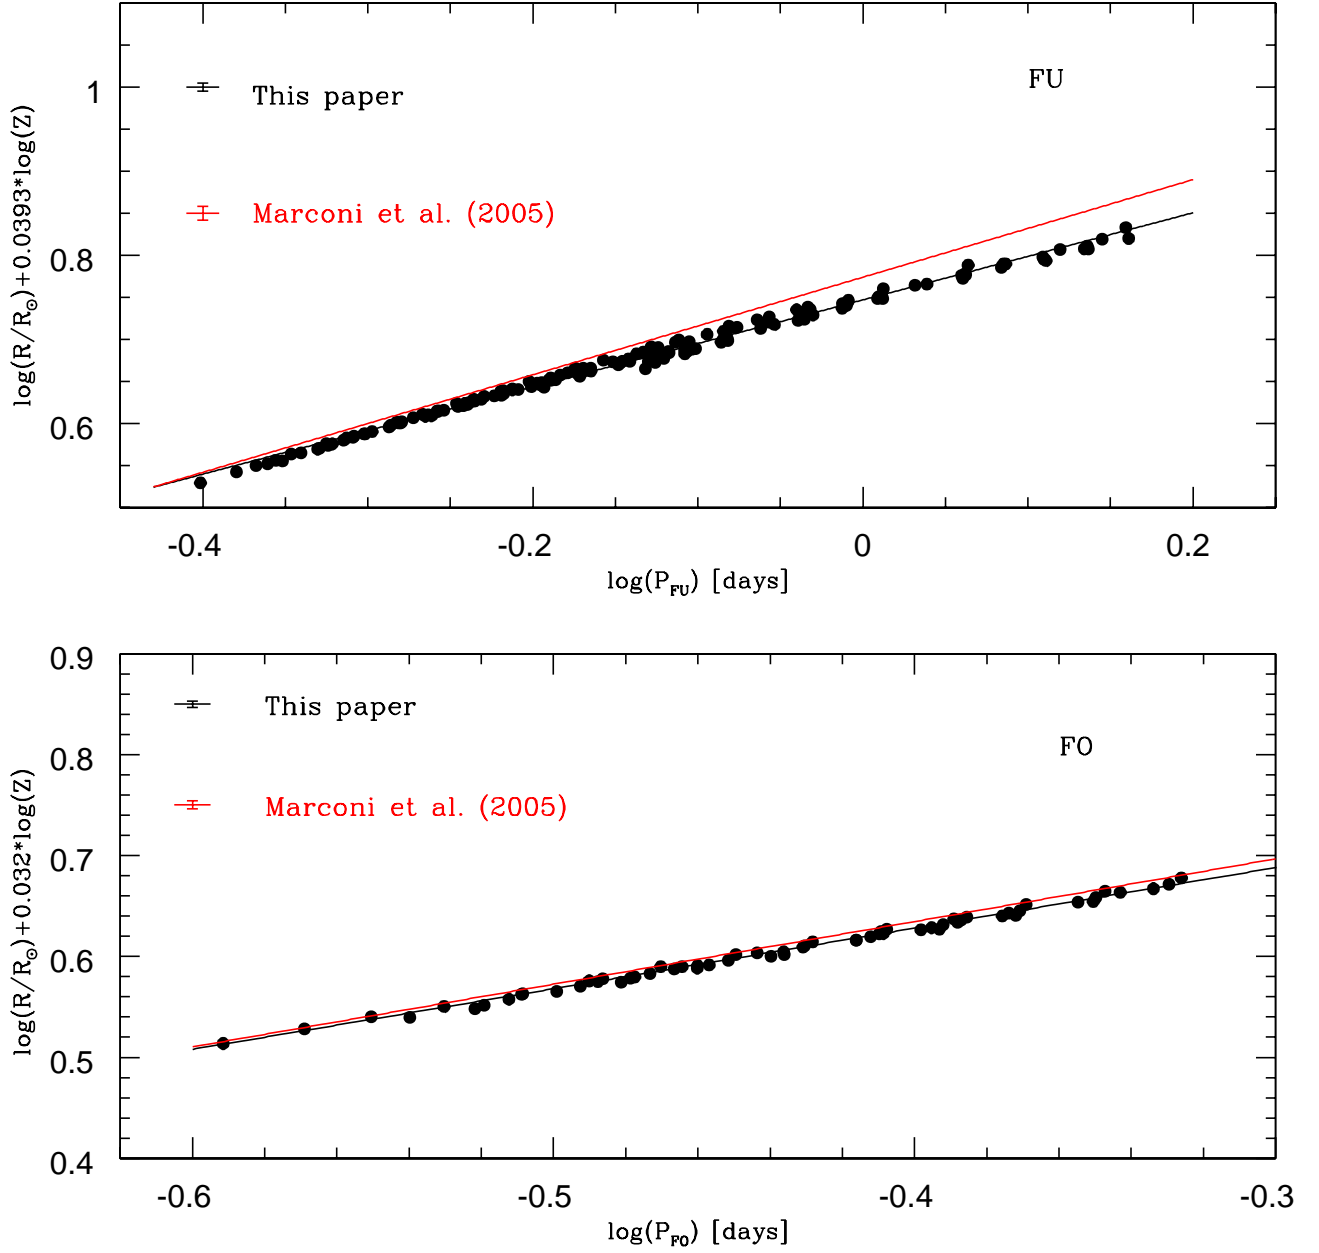 FU
1
This paper
Marconi et al. (2005)
0.8
0.6
log(R/R⊙)+0.0393*log(Z)
-0.4 -0.2 0 0.2
log(P_FU) [days]
0.9
This paper
FO
0.8
Marconi et al. (2005)
0.7
0.6
0.5
0.4
log(R/R⊙)+0.032*log(Z)
-0.6 -0.5 -0.4 -0.3
log(P_FO) [days]